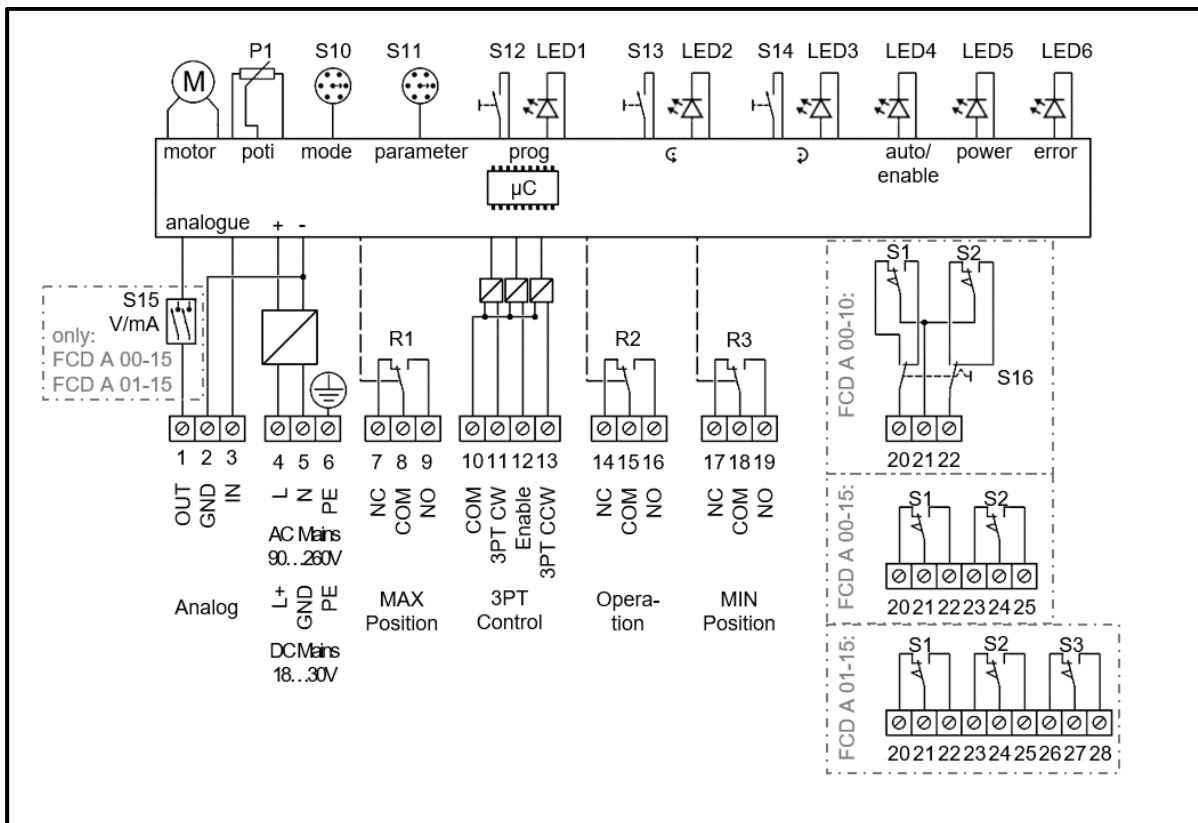 P1 S10 S11 S12 LED1 S13 LED2 S14 LED3 LED4 LED5 LED6
M
motor poti mode parameter prog auto/ power error
enable
µC
analogue + -
S15
V/mA
only:
FCD A 00-15
FCD A 01-15
R1 R2 R3
1 2 3 4 5 6 7 8 9 10 11 12 13 14 15 16 17 18 19
OUT GND IN L N PE NC COM NO COM 3PT CW Enable 3PT CCW NC COM NO NC COM NO
AC Mains
90...260V
L+ GND PE
DC Mains
18...30V
Analog
MAX
Position
3PT
Control
Opera-
tion
MIN
Position
FCD A 00-10:
S1 S2
S16
20 21 22
FCD A 00-15:
S1 S2
20 21 22 23 24 25
FCD A 01-15:
S1 S2 S3
20 21 22 23 24 25 26 27 28